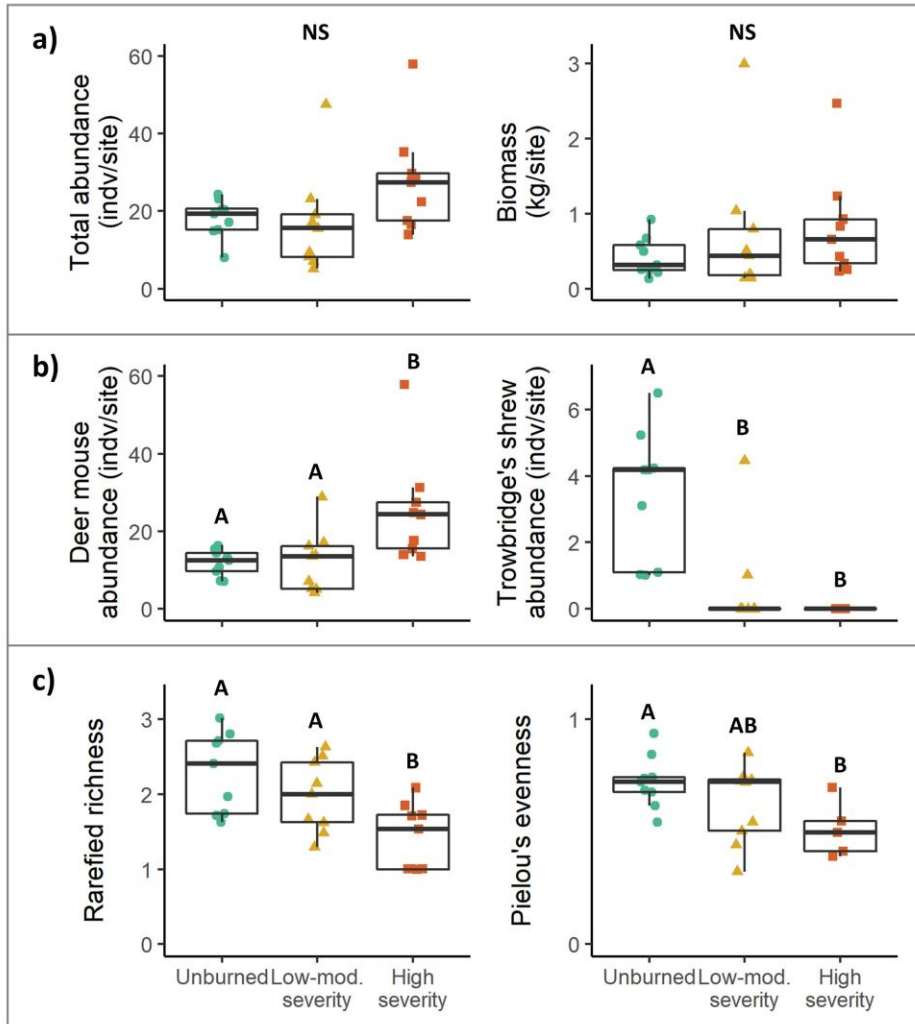 a)
NS
Total abundance
(indv/site)
60
40
20
0
NS
Biomass
(kg/site)
3
2
1
0
b)
Deer mouse
abundance (indv/site)
60
40
20
0
A
A
B
Trowbridge's shrew
abundance (indv/site)
6
4
2
0
A
B
B
c)
Rarefied richness
3
2
1
0
A
A
B
Unburned
Low-mod.
severity
High
severity
Pielou's evenness
1
0
A
AB
B
Unburned
Low-mod.
severity
High
severity